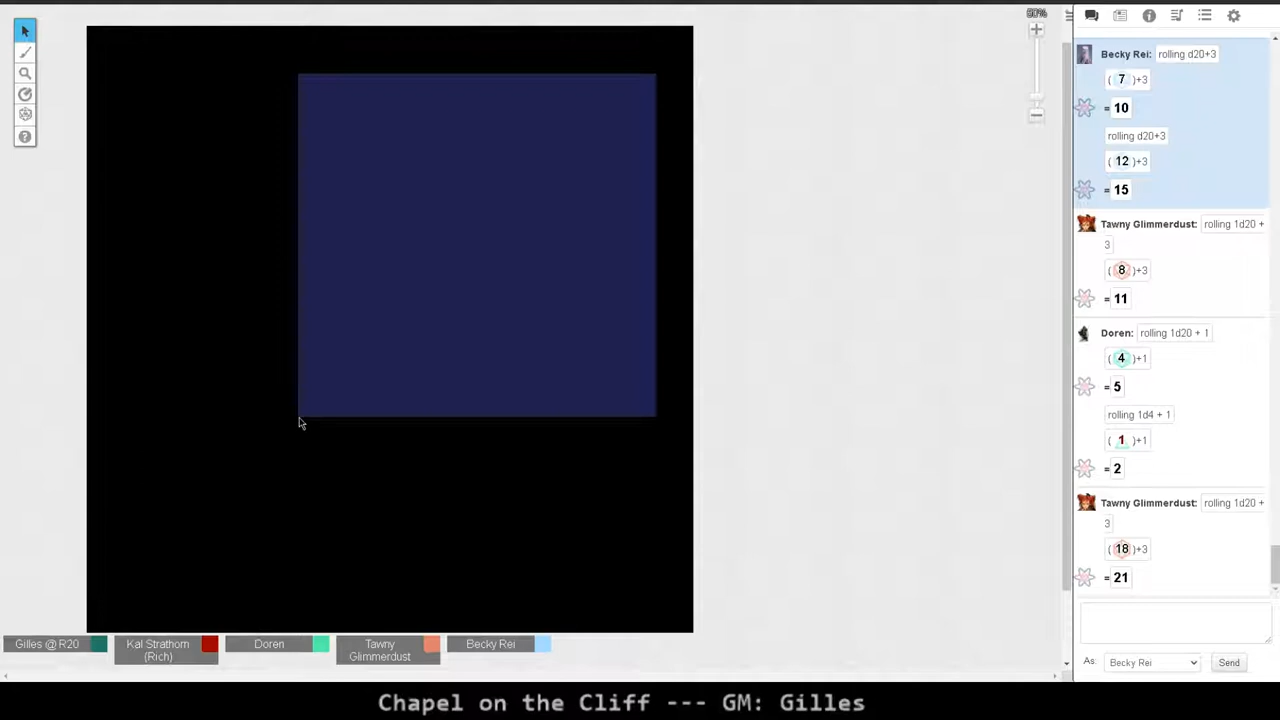 60%
Becky Rei: rolling d20+3
( 7 )+3
= 10
rolling d20+3
( 12 )+3
= 15
Tawny Glimmerdust: rolling 1d20 +
3
( 8 )+3
= 11
Doren: rolling 1d20 + 1
( 4 )+1
= 5
rolling 1d4 + 1
( 1 )+1
= 2
Tawny Glimmerdust: rolling 1d20 +
3
( 18 )+3
= 21
Gilles @ R20
Kal Strathorn
(Rich)
Doren
Tawny
Glimmerdust
Becky Rei
As: Becky Rei Send
Chapel on the Cliff --- GM: Gilles